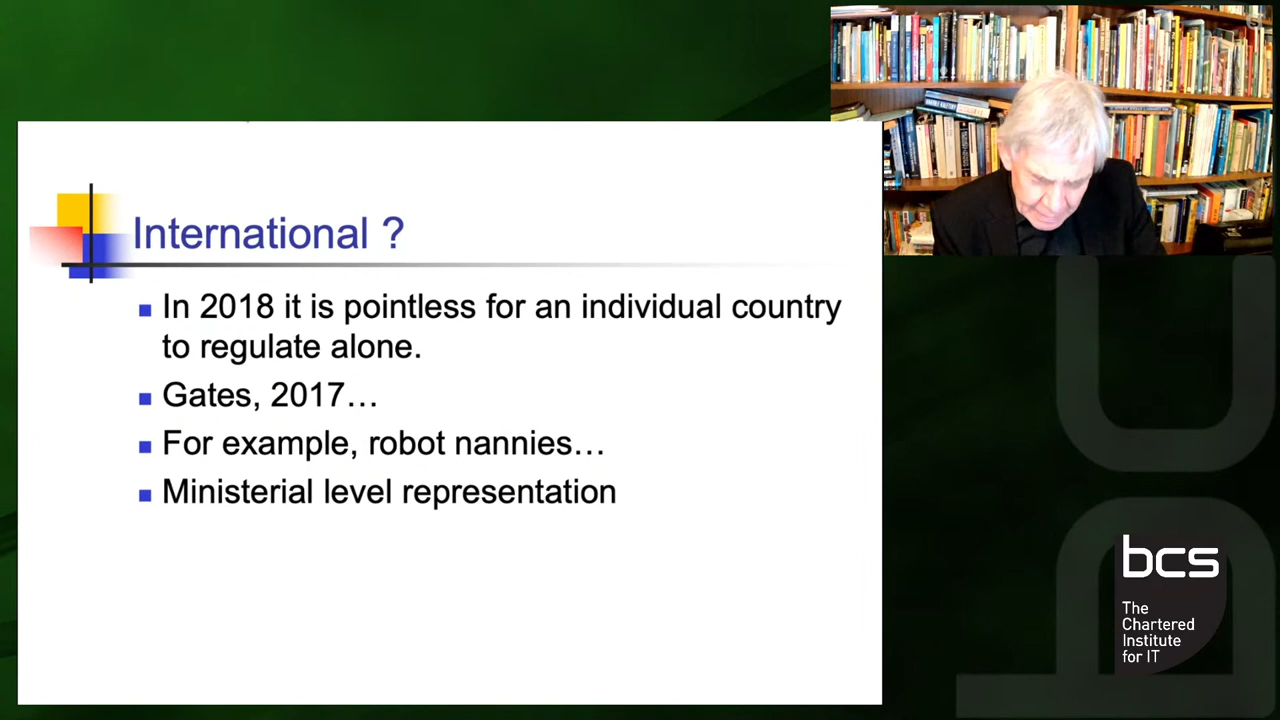 International ?
In 2018 it is pointless for an individual country
to regulate alone.
Gates, 2017…
For example, robot nannies…
Ministerial level representation
bcs
The
Chartered
Institute
for IT